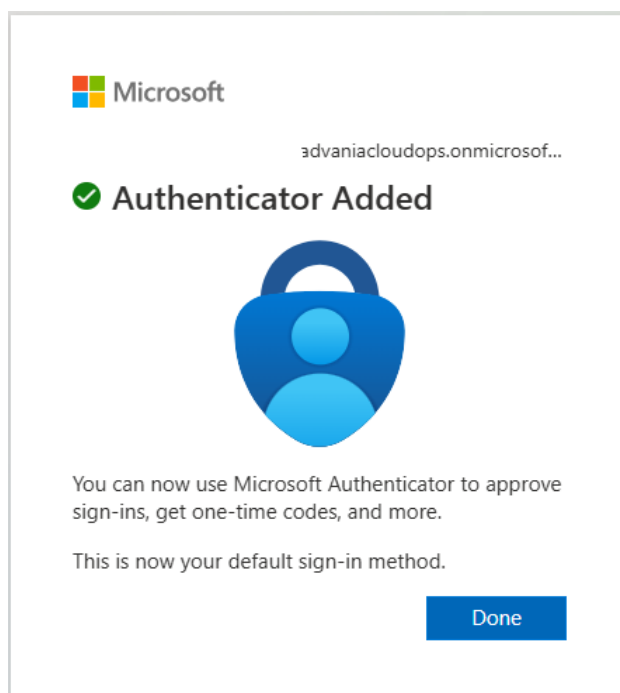 Microsoft
advaniacloudops.onmicrosof...
Authenticator Added
You can now use Microsoft Authenticator to approve
sign-ins, get one-time codes, and more.
This is now your default sign-in method.
Done